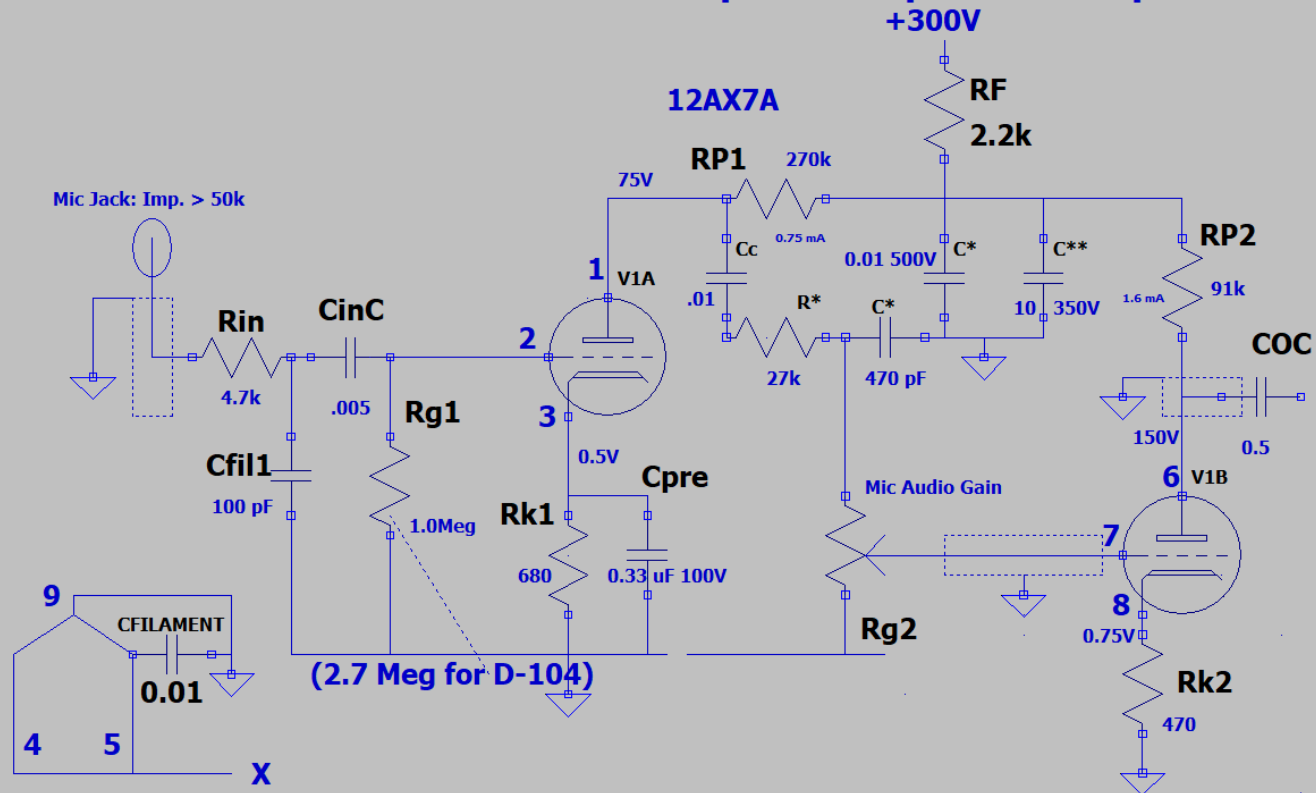 +300V
12AX7A
RF
2.2k
RP1
270k
75V
0.75 mA
Mic Jack: Imp. > 50k
Cc
.01
0.01 500V
C*
C**
10
350V
RP2
91k
1.6 mA
1
V1A
Rin
4.7k
CinC
.005
2
R*
27k
C*
470 pF
COC
0.5
150V
Rg1
1.0Meg
3
0.5V
Cfil1
100 pF
Cpre
0.33 uF 100V
Rk1
680
Mic Audio Gain
6
V1B
7
8
0.75V
Rg2
9
CFILAMENT
0.01
(2.7 Meg for D-104)
Rk2
470
4
5
X